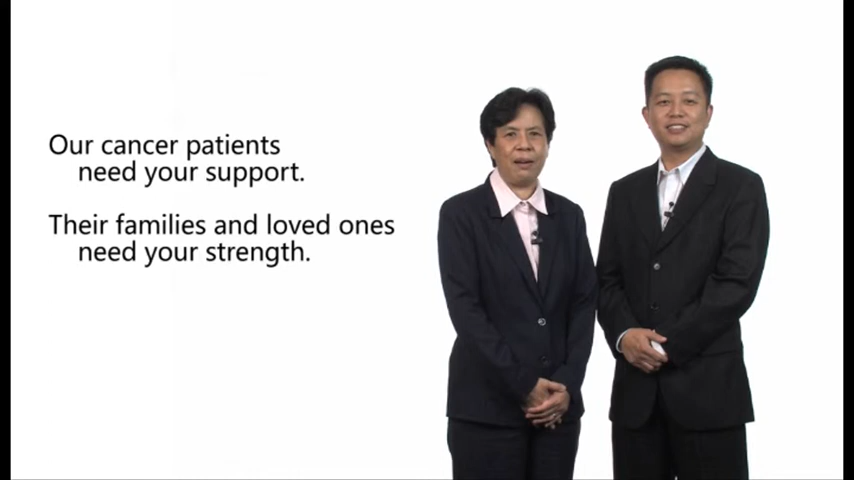 Our cancer patients
need your support.
Their families and loved ones
need your strength.